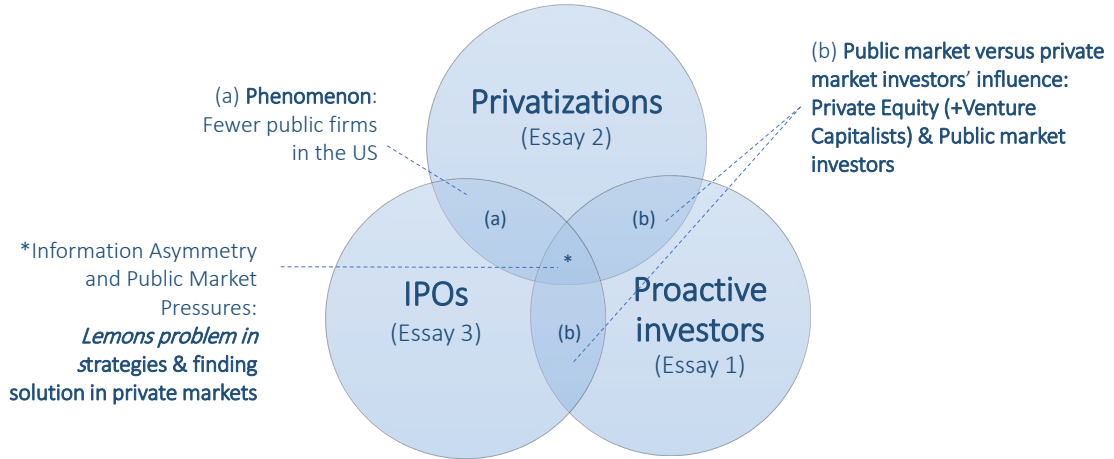 (a) Phenomenon:
Fewer public firms
in the US
Privatizations
(Essay 2)
(b) Public market versus private
market investors’ influence:
Private Equity (+Venture
Capitalists) & Public market
investors
(a)
(b)
*
*Information Asymmetry
and Public Market
Pressures:
Lemons problem in
strategies & finding
solution in private markets
IPOs
(Essay 3)
(b)
Proactive
investors
(Essay 1)